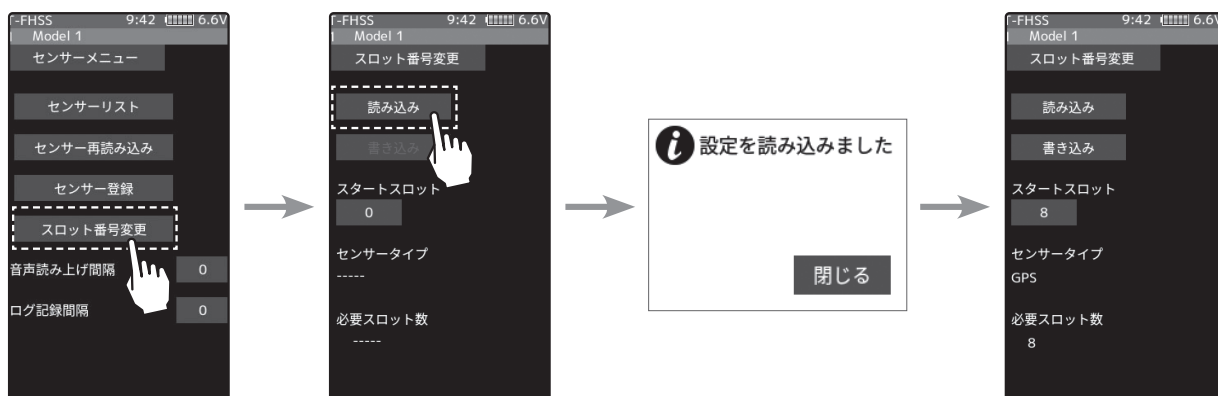 T-FHSS 9:42 6.6V
Model 1
センサーメニュー
センサーリスト
センサー再読み込み
センサー登録
スロット番号変更
音声読み上げ間隔 0
ログ記録間隔 0
T-FHSS 9:42 6.6V
Model 1
スロット番号変更
読み込み
書き込み
スタートスロット
0
センサータイプ
-----
必要スロット数
-----
i 設定を読み込みました
閉じる
T-FHSS 9:42 6.6V
Model 1
スロット番号変更
読み込み
書き込み
スタートスロット
8
センサータイプ
GPS
必要スロット数
8